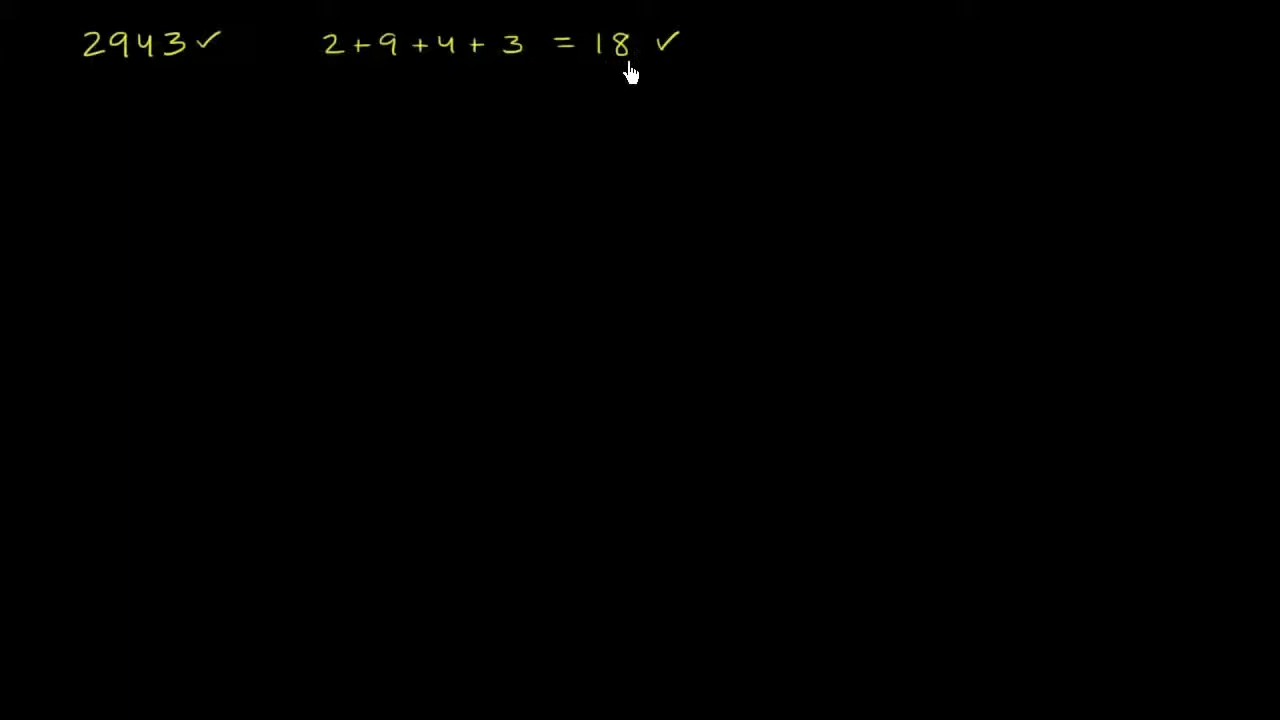 2943 ✓ 2 + 9 + 4 + 3 = 18 ✓